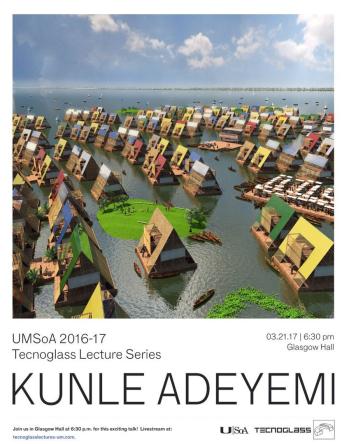 UMSoA 2016-17
Tecnoglass Lecture Series
03.21.17 | 6:30 pm
Glasgow Hall
KUNLE ADEYEMI
Join us in Glasgow Hall at 6:30 p.m. for this exciting talk! Livestream at:
tecnoglasslectures-um.com.
U SoA TECNOGLASS